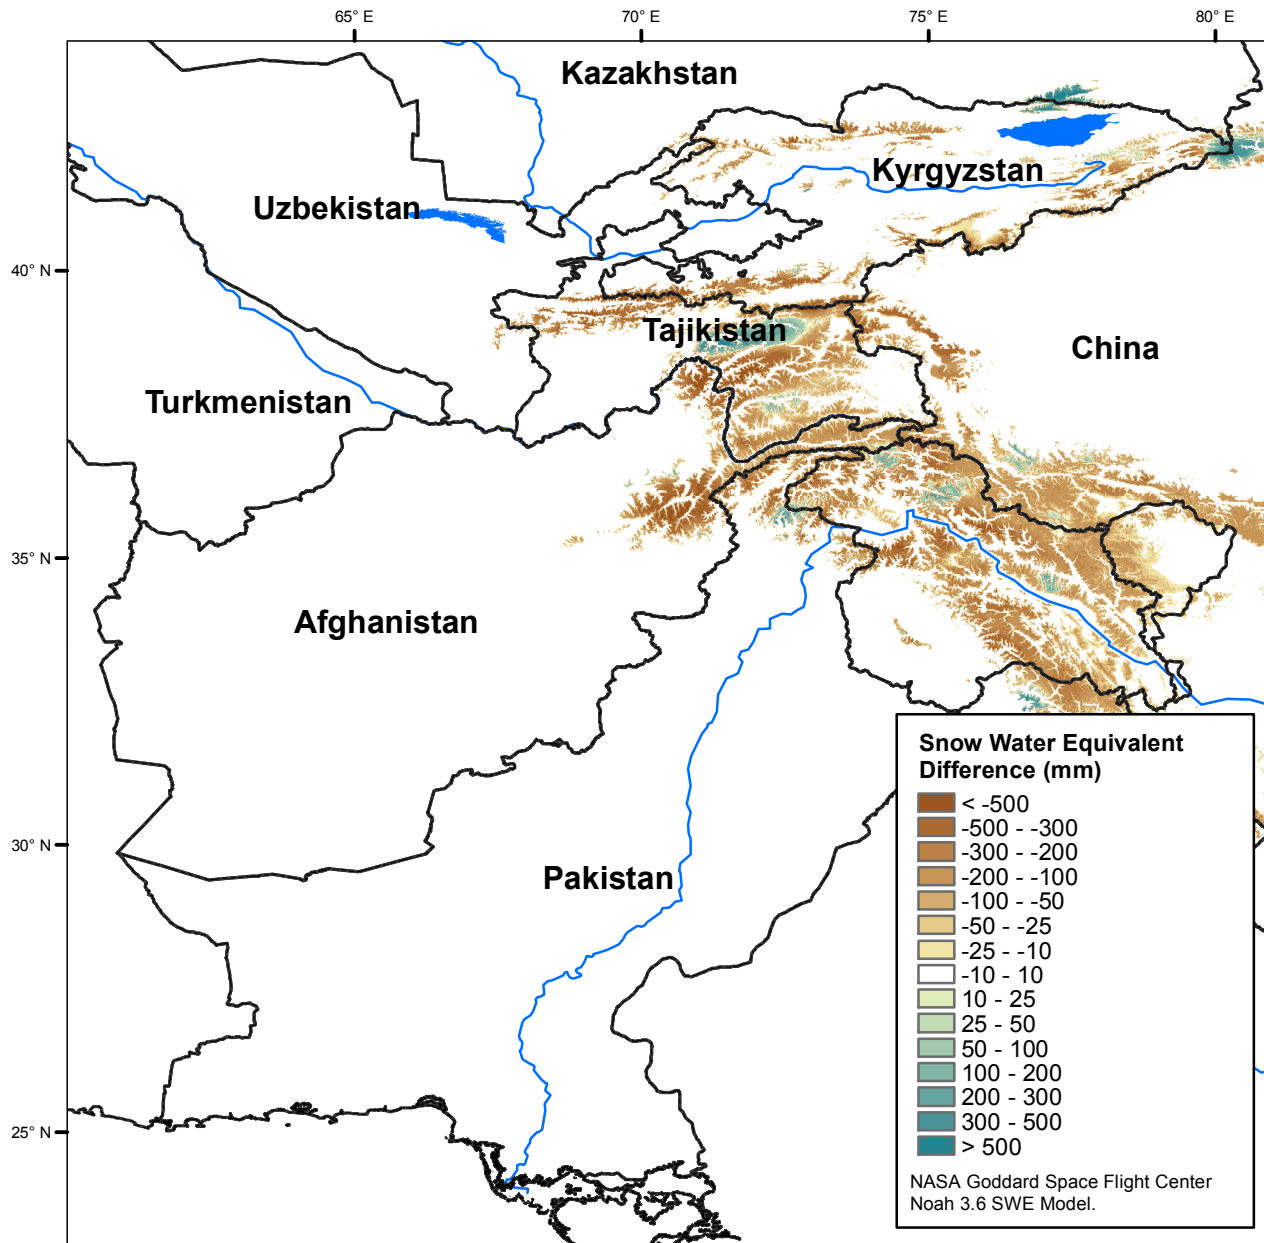 65° E 70° E 75° E 80° E
Kazakhstan
Kyrgyzstan
Uzbekistan
40° N
Tajikistan
China
Turkmenistan
35° N
Afghanistan
Snow Water Equivalent
Difference (mm)
< -500
-500 - -300
-300 - -200
-200 - -100
-100 - -50
-50 - -25
-25 - -10
-10 - 10
10 - 25
25 - 50
50 - 100
100 - 200
200 - 300
300 - 500
> 500
NASA Goddard Space Flight Center
Noah 3.6 SWE Model.
30° N
Pakistan
25° N